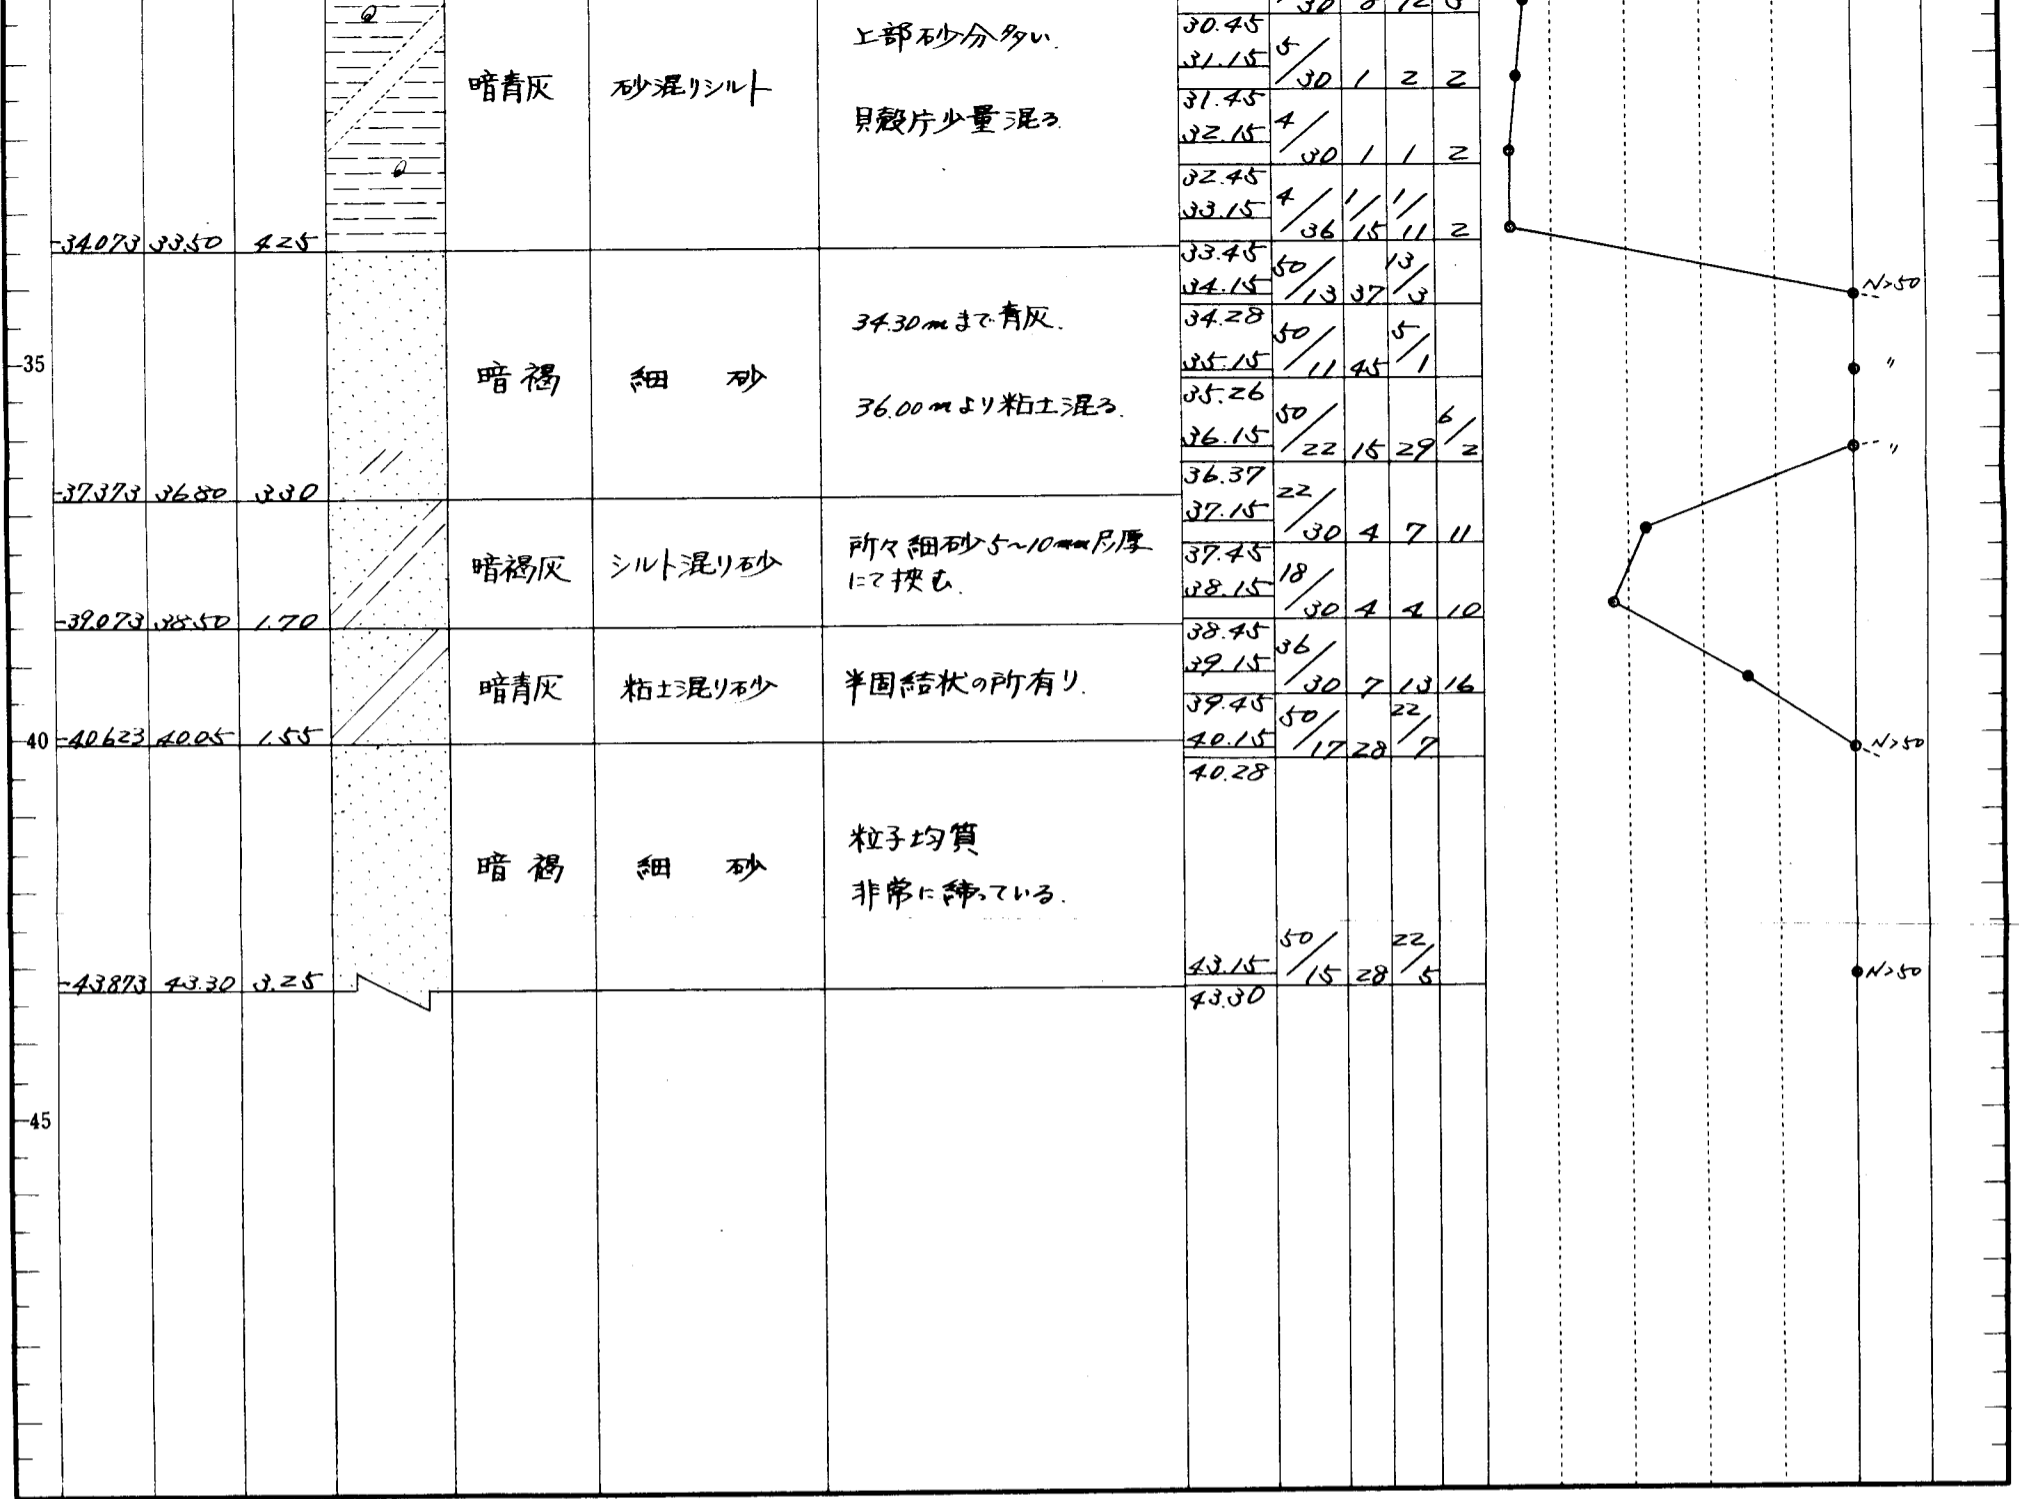 30 8 12 5
30.45
上部砂分多い.
31.15 5/30 1 2 2
暗青灰 砂混りシルト
31.45
貝殻片少量混る.
32.15 4/30 1 1 2
32.45
33.15 4/36 1/15 1/11 2
-34.073 33.50 4.25
33.45
34.15 50/13 37 13/3
N>50
34.30mまで青灰.
34.28
35
35.15 50/11 45 5/1
〃
暗褐 細砂
36.00mより粘土混る.
35.26
36.15 50/22 15 29 6/2
〃
36.37
-37.373 36.80 3.30
37.15 22/30 4 7 11
所々細砂5~10mm尺厚
にて挟む.
暗褐灰 シルト混り砂
37.45
38.15 18/30 4 4 10
-39.073 38.50 1.70
38.45
39.15 36/30 7 13 16
暗青灰 粘土混り砂 半固結状の所有り.
39.45
40 -40.623 40.05 1.55
40.15 50/17 28 22/7
N>50
40.28
粒子均質
暗褐 細砂
非常に締っている.
43.15 50/15 28 22/5
N>50
-43.873 43.30 3.25
43.30
45